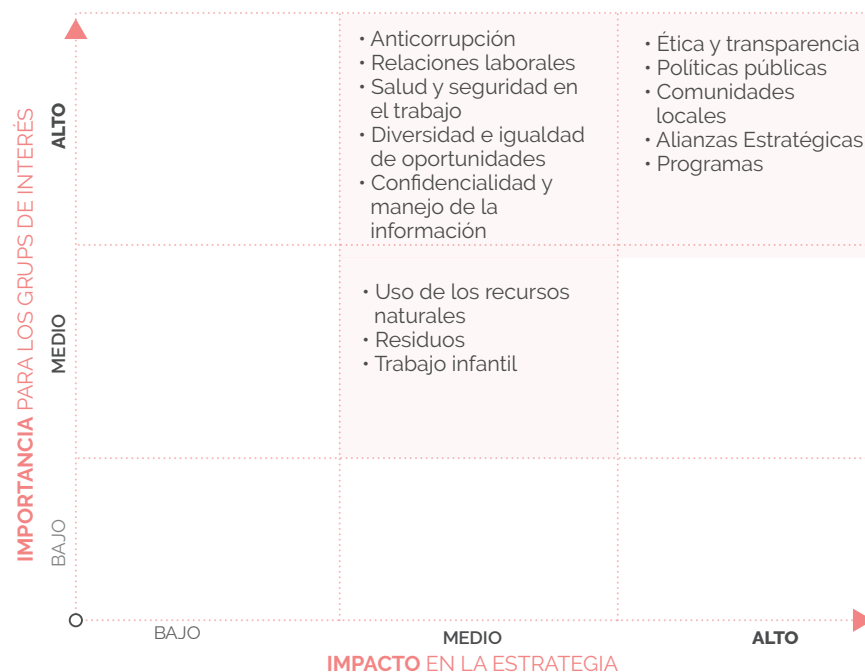 • Anticorrupción
• Relaciones laborales
• Salud y seguridad en
el trabajo
• Diversidad e igualdad
de oportunidades
• Confidencialidad y
manejo de la
información
• Ética y transparencia
• Políticas públicas
• Comunidades
locales
• Alianzas Estratégicas
• Programas
• Uso de los recursos
naturales
• Residuos
• Trabajo infantil
IMPORTANCIA PARA LOS GRUPS DE INTERÉS
ALTO
MEDIO
BAJO
BAJO
MEDIO
ALTO
IMPACTO EN LA ESTRATEGIA